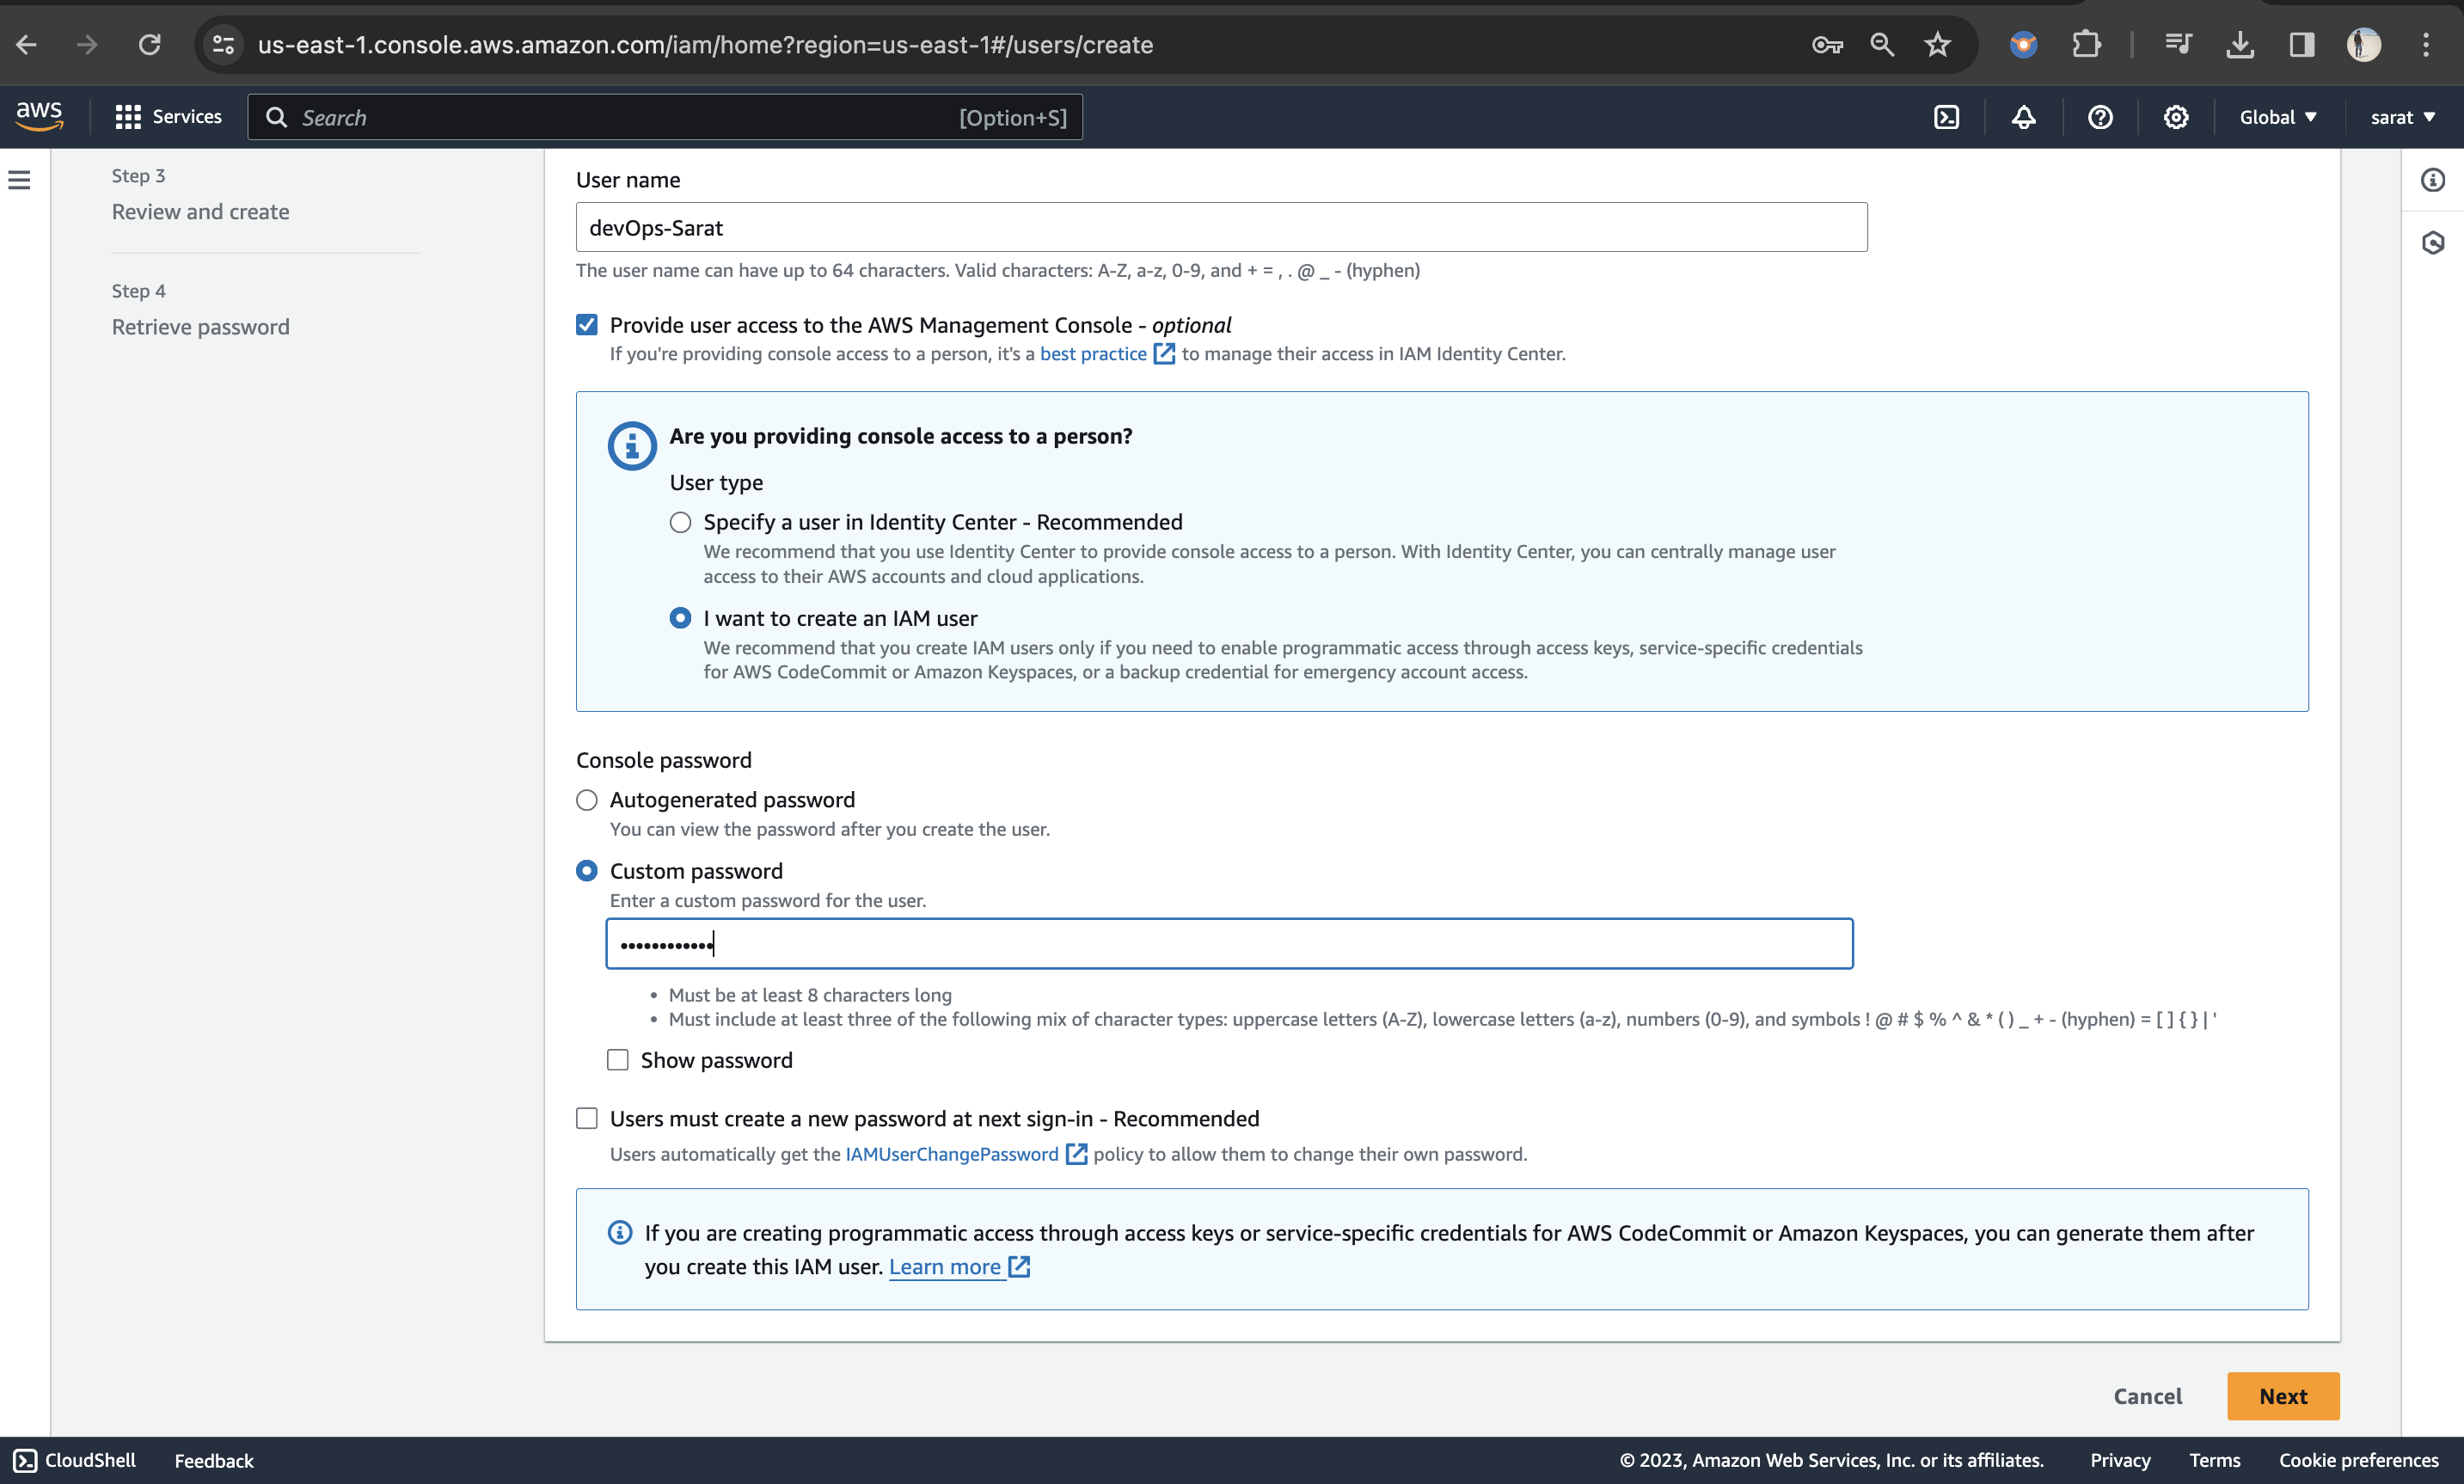 us-east-1.console.aws.amazon.com/iam/home?region=us-east-1#/users/create
aws
Services
Search
[Option+S]
Global
sarat
Step 3
Review and create
Step 4
Retrieve password
User name
devOps-Sarat
The user name can have up to 64 characters. Valid characters: A-Z, a-z, 0-9, and + = , . @ _ - (hyphen)
Provide user access to the AWS Management Console - optional
If you're providing console access to a person, it's a best practice to manage their access in IAM Identity Center.
Are you providing console access to a person?
User type
Specify a user in Identity Center - Recommended
We recommend that you use Identity Center to provide console access to a person. With Identity Center, you can centrally manage user
access to their AWS accounts and cloud applications.
I want to create an IAM user
We recommend that you create IAM users only if you need to enable programmatic access through access keys, service-specific credentials
for AWS CodeCommit or Amazon Keyspaces, or a backup credential for emergency account access.
Console password
Autogenerated password
You can view the password after you create the user.
Custom password
Enter a custom password for the user.
••••••••••••
• Must be at least 8 characters long
• Must include at least three of the following mix of character types: uppercase letters (A-Z), lowercase letters (a-z), numbers (0-9), and symbols ! @ # $ % ^ & * ( ) _ + - (hyphen) = [ ] { } | '
Show password
Users must create a new password at next sign-in - Recommended
Users automatically get the IAMUserChangePassword policy to allow them to change their own password.
If you are creating programmatic access through access keys or service-specific credentials for AWS CodeCommit or Amazon Keyspaces, you can generate them after
you create this IAM user. Learn more
Cancel
Next
CloudShell
Feedback
© 2023, Amazon Web Services, Inc. or its affiliates.
Privacy
Terms
Cookie preferences